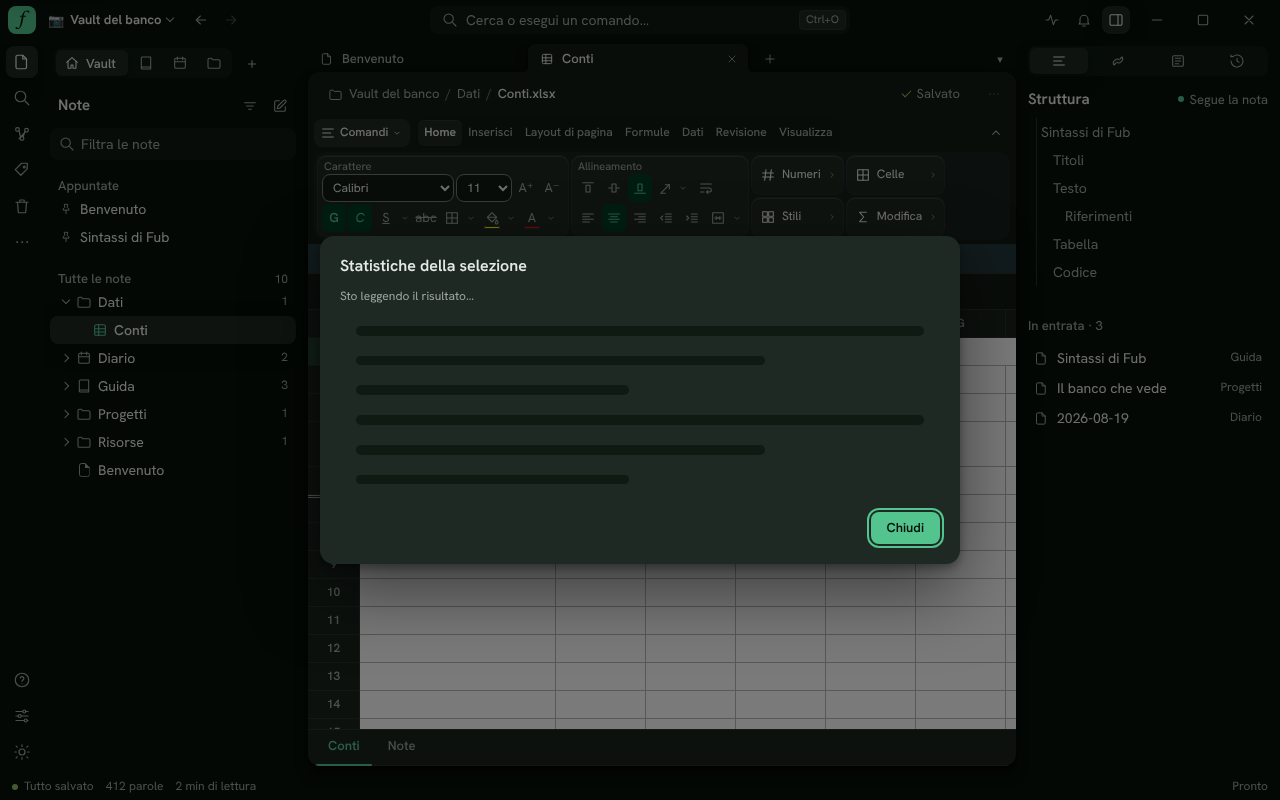 Vault del banco
Cerca o esegui un comando...
Ctrl+O
Vault
Note
Filtra le note
Appuntate
Benvenuto
Sintassi di Fub
Tutte le note 10
Dati 1
Conti
Diario 2
Guida 3
Progetti 1
Risorse 1
Benvenuto
Benvenuto
Conti
Vault del banco / Dati / Conti.xlsx
Salvato
Comandi
Home Inserisci Layout di pagina Formule Dati Revisione Visualizza
Carattere
Calibri
11
A⁺ A⁻
G C S abc A
Allineamento
Numeri
Celle
Stili
Modifica
Statistiche della selezione
Sto leggendo il risultato...
Chiudi
G
10
11
12
13
14
Conti
Note
Struttura
Segue la nota
Sintassi di Fub
Titoli
Testo
Riferimenti
Tabella
Codice
In entrata · 3
Sintassi di Fub Guida
Il banco che vede Progetti
2026-08-19 Diario
Tutto salvato 412 parole 2 min di lettura
Pronto